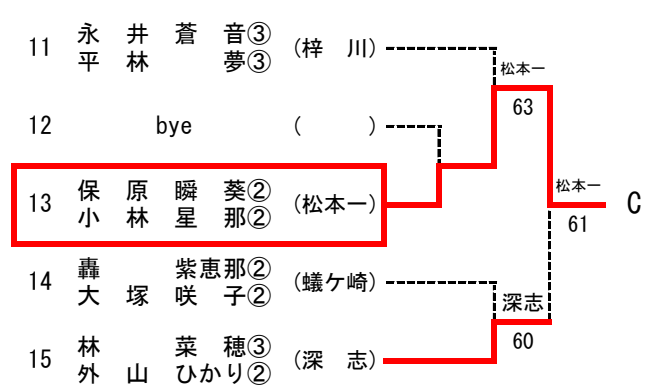 11 永井蒼音③ (梓川)
平林夢③
松本一
63
12 bye ( )
13 保原瞬葵② (松本一)
小林星那②
松本一
61
C
14 轟紫恵那② (蟻ケ崎)
大塚咲子②
深志
60
15 林菜穂③ (深志)
外山ひかり②